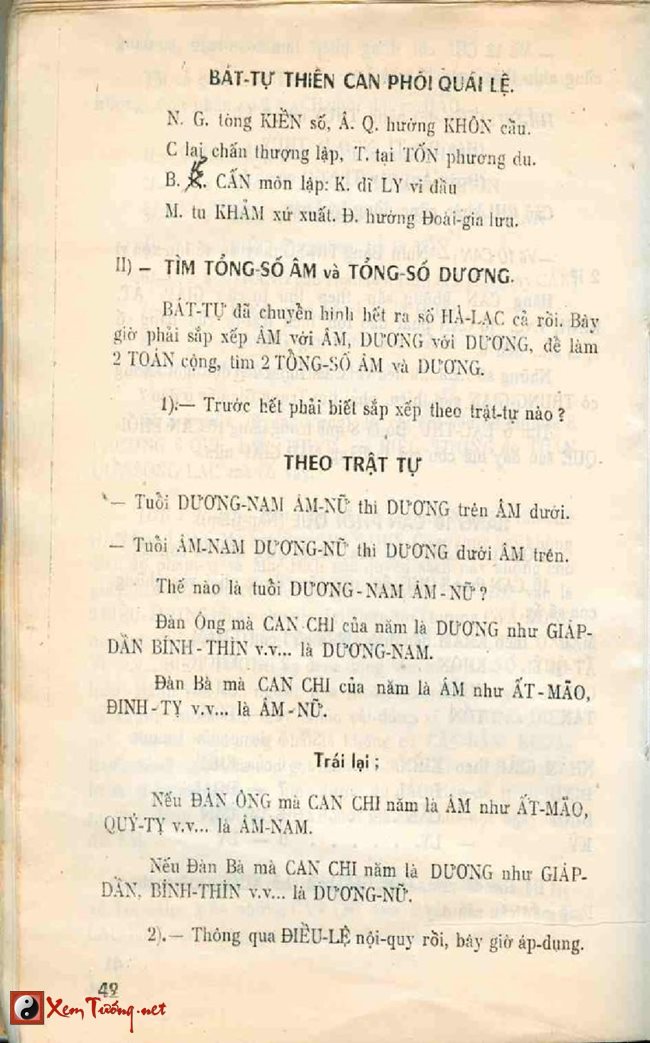 BÁT-TỰ THIÊN CAN PHỐI QUÁI LỆ.
N. G. tòng KIỀN số, Â. Q. hướng KHÔN cầu.
C lai chấn thượng lập, T. tại TỐN phương du.
B. CẤN môn lập: K. dĩ LY vi đầu
M. tu KHẢM xứ xuất. Đ. hướng Đoài-gia lưu.
II) — TÌM TỔNG-SỐ ÂM và TỔNG-SỐ DƯƠNG.
BÁT-TỰ đã chuyền hình hết ra số HÀ-LẠC cả rồi. Bây
giờ phải sắp xếp ÂM với ÂM, DƯƠNG với DƯƠNG, để làm
2 TOÁN cộng, tìm 2 TỔNG-SỐ ÂM và DƯƠNG.
1).— Trước hết phải biết sắp xếp theo trật-tự nào ?
THEO TRẬT TỰ
— Tuổi DƯƠNG-NAM ÂM-NỮ thì DƯƠNG trên ÂM dưới.
— Tuổi ÂM-NAM DƯƠNG-NỮ thì DƯƠNG dưới ÂM trên.
Thế nào là tuổi DƯƠNG-NAM ÂM-NỮ ?
Đàn Ông mà CAN CHI của năm là DƯƠNG như GIÁP-
DẦN BÍNH-THÌN v.v... là DƯƠNG-NAM.
Đàn Bà mà CAN CHI của năm là ÂM như ẤT-MÃO,
ĐINH-TỴ v.v... là ÂM-NỮ.
Trái lại ;
Nếu ĐÀN ÔNG mà CAN CHI năm là ÂM như ẤT-MÃO,
QUÝ-TỴ v.v... là ÂM-NAM.
Nếu Đàn Bà mà CAN CHI năm là DƯƠNG như GIÁP-
DẦN, BÍNH-THÌN v.v... là DƯƠNG-NỮ.
2).— Thông qua ĐIỀU-LỆ nội-quy rồi, bây giờ áp-dụng.
42
XemTướng.net